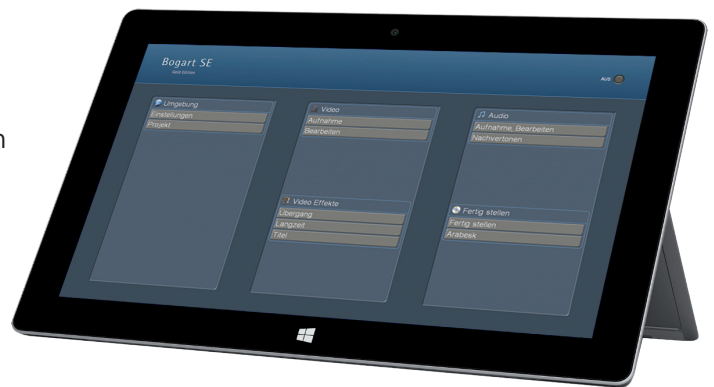 Bogart SE
AUS
n
Umgebung
Einstellungen
Projekt
Video
Aufnahme
Bearbeiten
Video Effekte
Übergang
Langzeit
Titel
Audio
Aufnahme, Bearbeiten
Nachvertonen
Fertig stellen
Fertig stellen
Arabesk